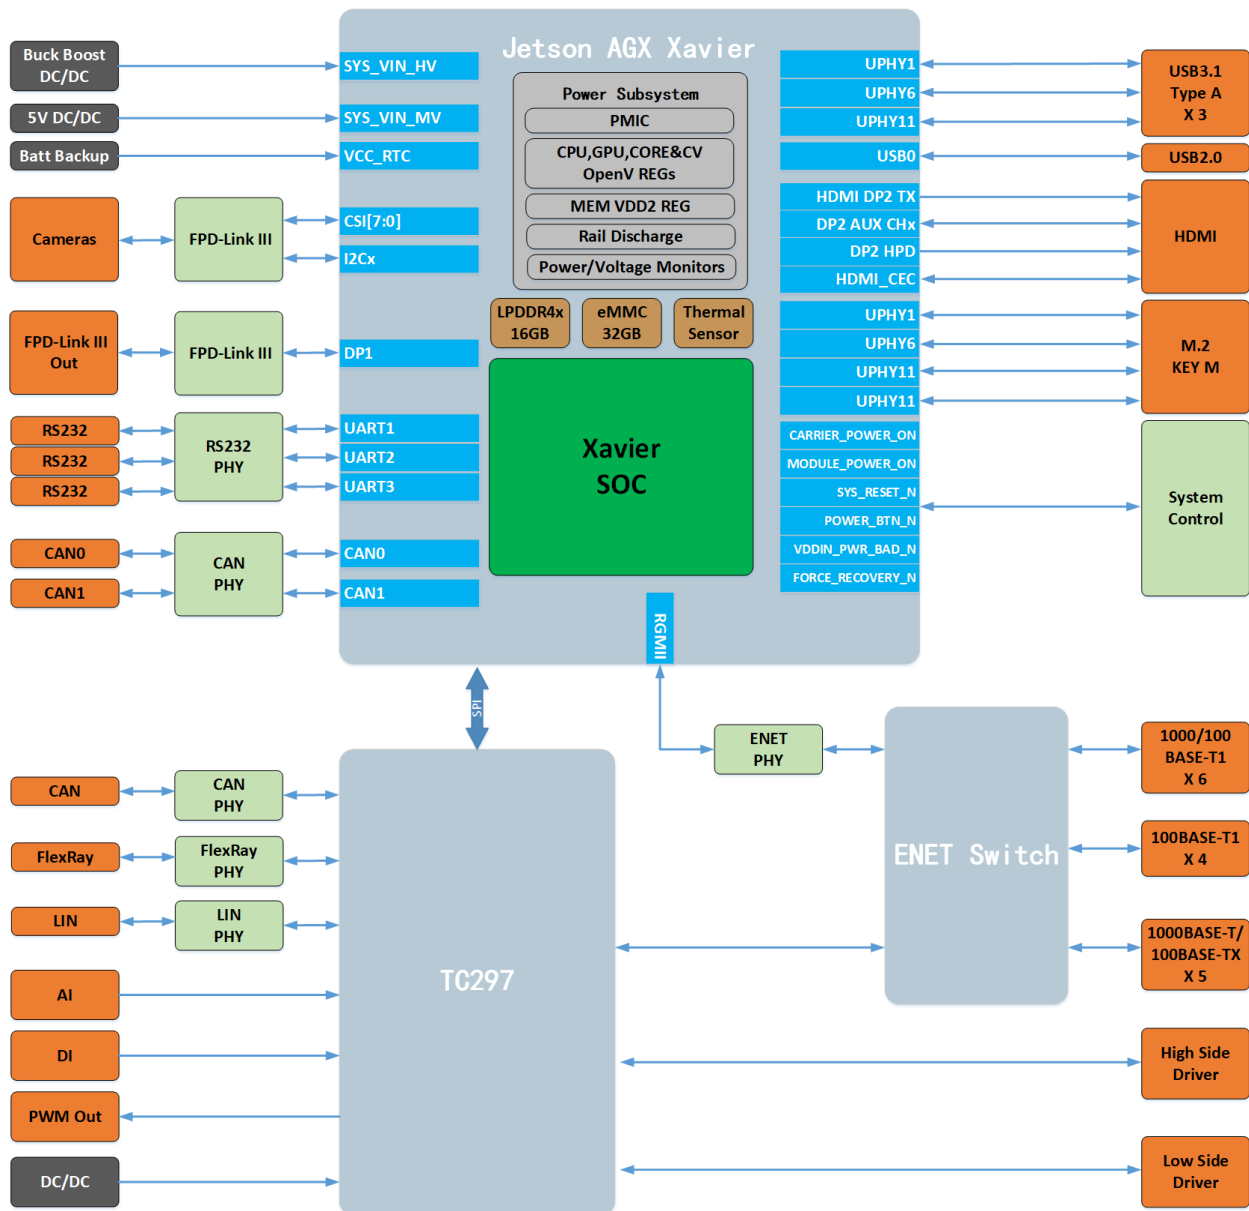 Jetson AGX Xavier
Buck Boost
DC/DC
5V DC/DC
Batt Backup
Cameras
FPD-Link III
FPD-Link III
Out
FPD-Link III
RS232
RS232
RS232
RS232
PHY
CAN0
CAN1
CAN
PHY
SYS_VIN_HV
SYS_VIN_MV
VCC_RTC
CSI[7:0]
I2Cx
DP1
UART1
UART2
UART3
CAN0
CAN1
Power Subsystem
PMIC
CPU,GPU,CORE&CV
OpenV REGs
MEM VDD2 REG
Rail Discharge
Power/Voltage Monitors
LPDDR4x
16GB
eMMC
32GB
Thermal
Sensor
Xavier
SOC
UPHY1
UPHY6
UPHY11
USB0
HDMI DP2 TX
DP2 AUX CHx
DP2 HPD
HDMI_CEC
UPHY1
UPHY6
UPHY11
UPHY11
CARRIER_POWER_ON
MODULE_POWER_ON
SYS_RESET_N
POWER_BTN_N
VDDIN_PWR_BAD_N
FORCE_RECOVERY_N
RGMII
USB3.1
Type A
X 3
USB2.0
HDMI
M.2
KEY M
System
Control
SPI
ENET
PHY
CAN
CAN
PHY
FlexRay
FlexRay
PHY
LIN
LIN
PHY
AI
DI
PWM Out
DC/DC
TC297
ENET Switch
1000/100
BASE-T1
X 6
100BASE-T1
X 4
1000BASE-T/
100BASE-TX
X 5
High Side
Driver
Low Side
Driver